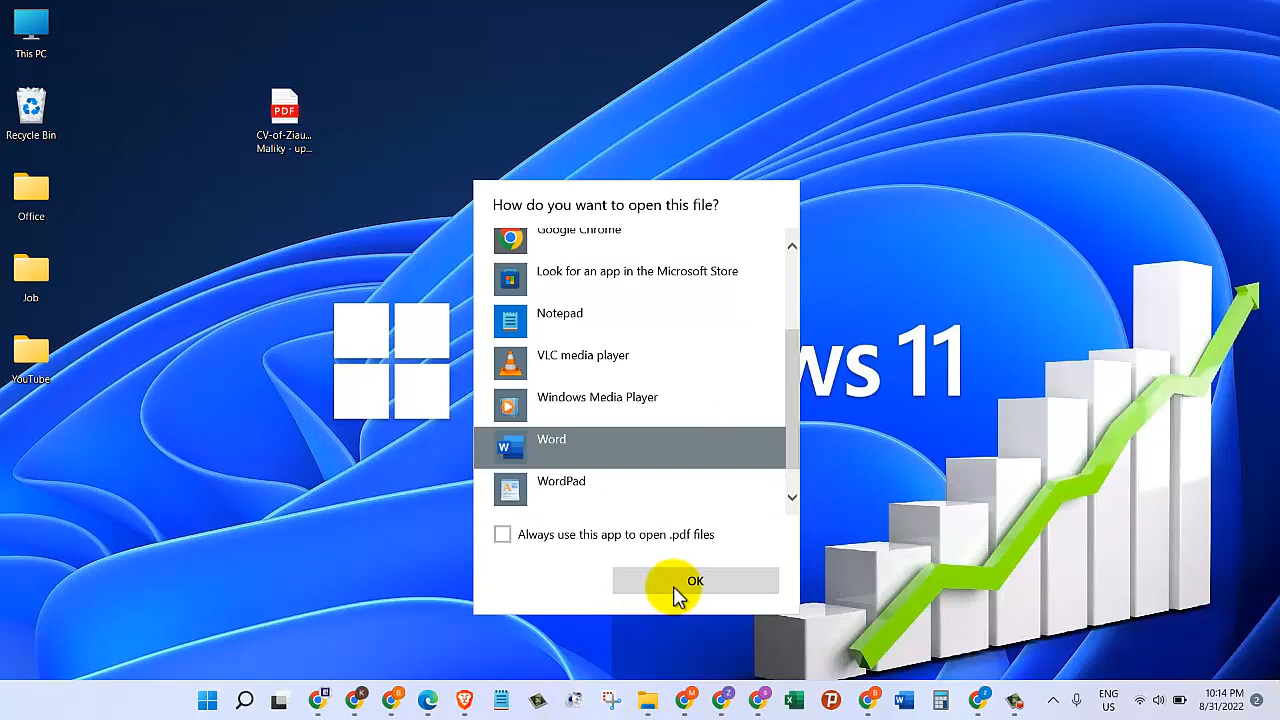 This PC
Recycle Bin
Office
Job
YouTube
PDF
CV-of-Ziau...
Maliky - up...
How do you want to open this file?
Google Chrome
Look for an app in the Microsoft Store
Notepad
VLC media player
Windows Media Player
W
Word
WordPad
Always use this app to open .pdf files
OK
ws 11
ENG
US
10:14 PM
8/31/2022
2